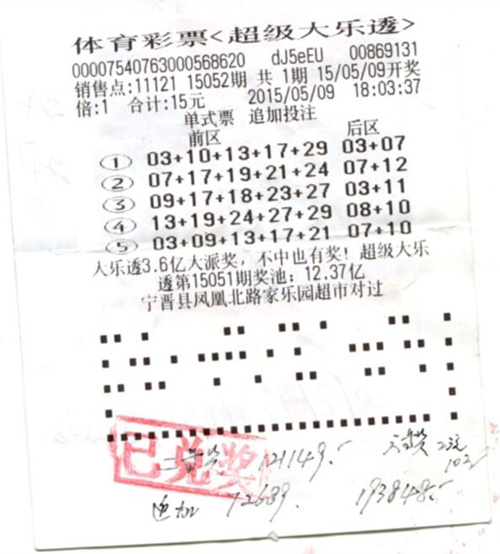 体育彩票<超级大乐透>
00007540763000568620 dJ5eEU 00869131
销售点:11121 15052期 共1期 15/05/09开奖
倍:1 合计:15元 2015/05/09 18:03:37
单式票 追加投注
前区 后区
① 03+10+13+17+29 03+07
② 07+17+19+21+24 07+12
③ 09+17+18+23+27 03+11
④ 13+19+24+27+29 08+10
⑤ 03+09+13+17+21 07+10
大乐透3.6亿大派奖，不中也有奖！超级大乐
透第15051期奖池：12.37亿
宁晋县凤凰北路家乐园超市对过
已兑奖
追加